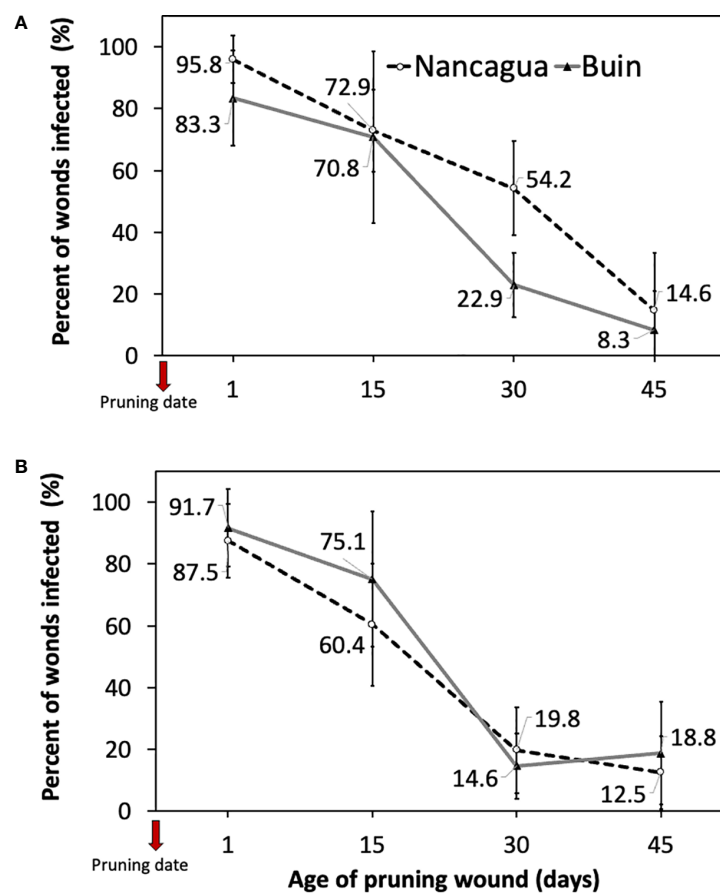 A
Percent of wonds infected (%)
100
80
60
40
20
0
95.8
83.3
72.9
70.8
54.2
22.9
14.6
8.3
Nancagua
Buin
Pruning date
1 15 30 45
B
Percent of wonds infected (%)
100
80
60
40
20
0
91.7
87.5
75.1
60.4
19.8
14.6
18.8
12.5
Pruning date
1 15 30 45
Age of pruning wound (days)